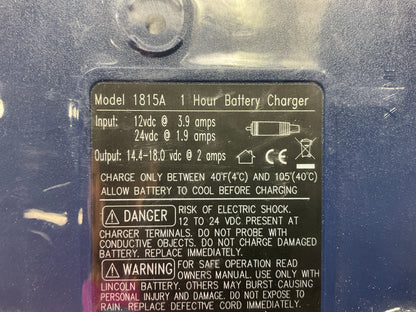 Model 1815A 1 Hour Battery Charger
Input: 12vdc @ 3.9 amps
24vdc @ 1.9 amps
Output: 14.4-18.0 vdc @ 2 amps
CE
CHARGE ONLY BETWEEN 40°F(4°C) AND 105°(40°C)
ALLOW BATTERY TO COOL BEFORE CHARGING
DANGER RISK OF ELECTRIC SHOCK.
12 TO 24 VDC PRESENT AT
CHARGER TERMINALS. DO NOT PROBE WITH
CONDUCTIVE OBJECTS. DO NOT CHARGE DAMAGED
BATTERY. REPLACE IMMEDIATELY.
WARNING FOR SAFE OPERATION READ
OWNERS MANUAL. USE ONLY WITH
LINCOLN BATTERY. OTHERS MAY BURST CAUSING
PERSONAL INJURY AND DAMAGE. DO NOT EXPOSE TO
RAIN. REPLACE DEFECTIVE CORD IMMEDIATELY.